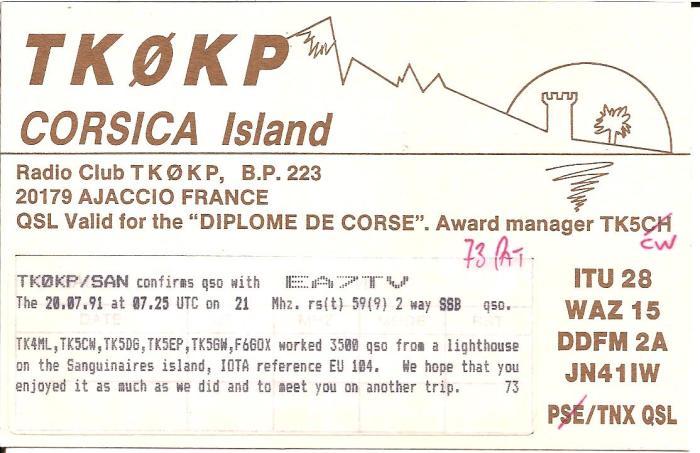 TKØKP
CORSICA Island
Radio Club TKØKP, B.P. 223
20179 AJACCIO FRANCE
QSL Valid for the "DIPLOME DE CORSE". Award manager TK5CH
CW
73 PAT
TKØKP/SAN confirms qso with EA7TV
The 20.07.91 at 07.25 UTC on 21 Mhz. rs(t) 59(9) 2 way SSB qso.
TK4ML,TK5CW,TK5DG,TK5EP,TK5GW,F6GOX worked 3500 qso from a lighthouse
on the Sanguinaires island, IOTA reference EU 104. We hope that you
enjoyed it as much as we did and to meet you on another trip. 73
ITU 28
WAZ 15
DDFM 2A
JN41IW
PSE/TNX QSL